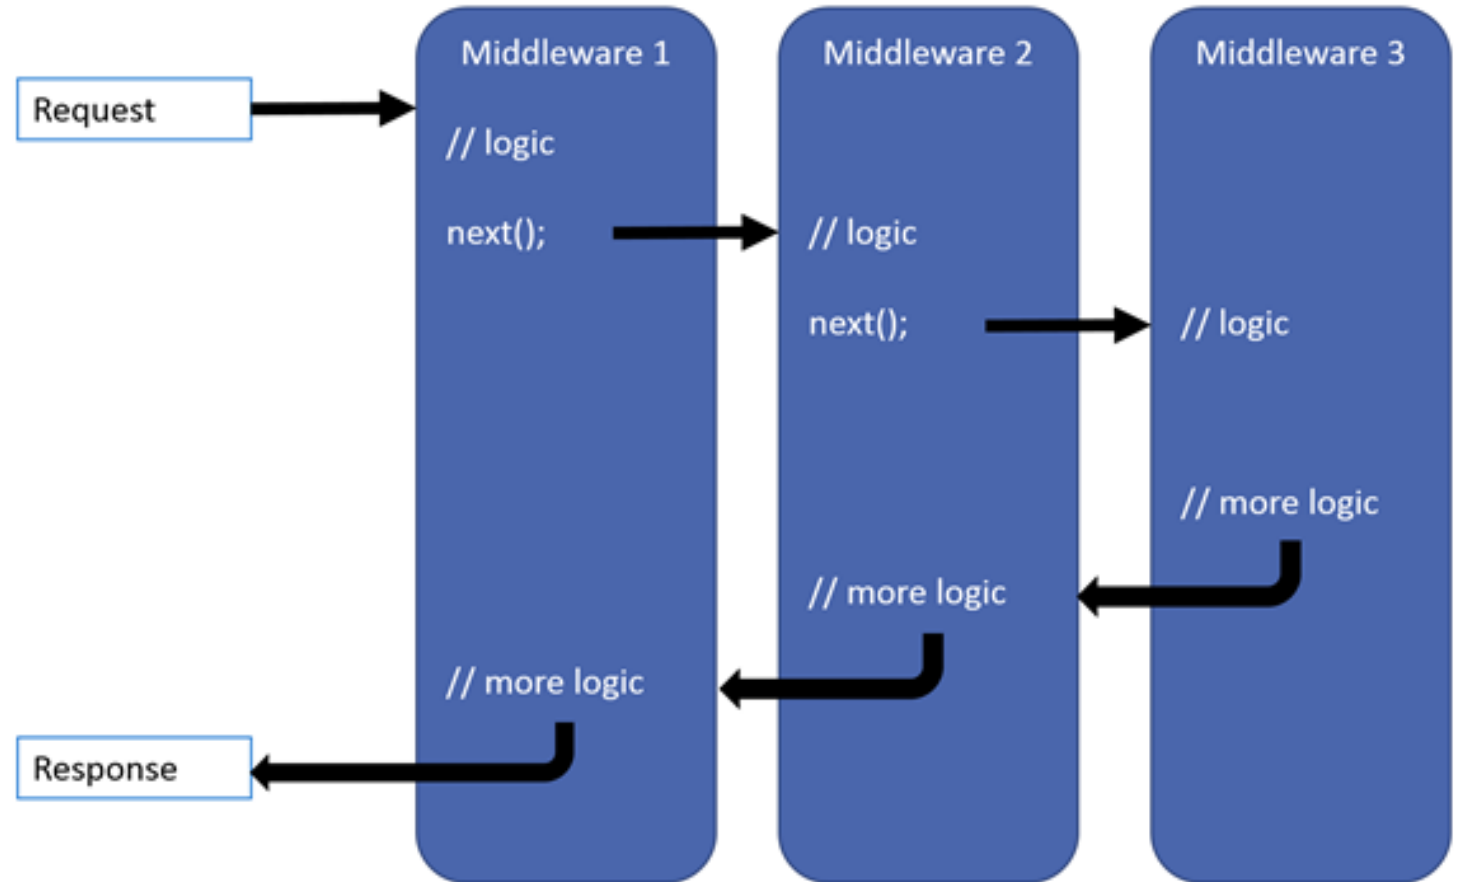 Middleware 1
Middleware 2
Middleware 3
Request
// logic
next();
// logic
next();
// logic
// more logic
// more logic
// more logic
Response